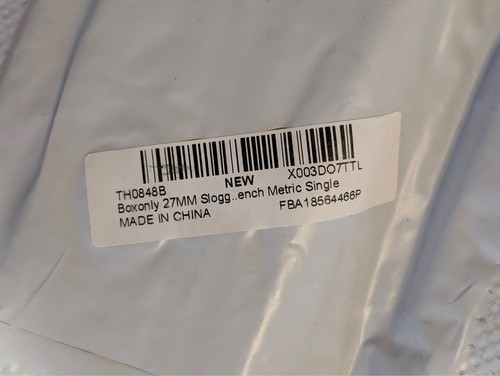 X003DO7TTL
NEW
TH0848B
Boxonly 27MM Slogg..ench Metric Single
MADE IN CHINA FBA18564466P